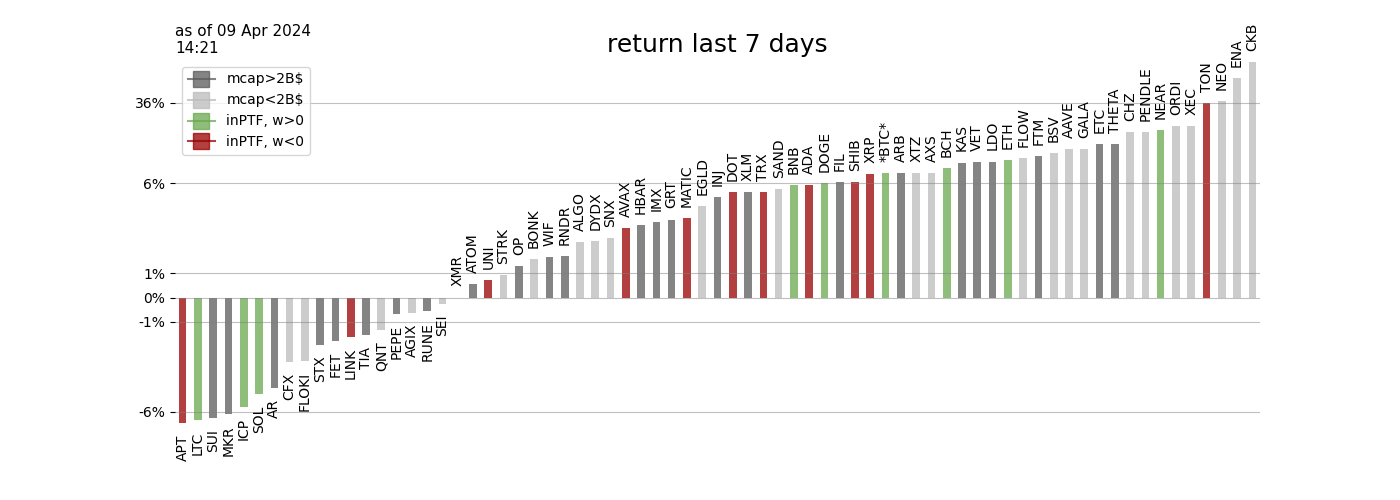 as of 09 Apr 2024
14:21
return last 7 days
mcap>2B$
mcap<2B$
inPTF, w>0
inPTF, w<0
36%
6%
1%
0%
-1%
-6%
APT
LTC
SUI
MKR
ICP
SOL
AR
CFX
FLOKI
STX
FET
LINK
TIA
QNT
PEPE
AGIX
RUNE
SEI
XMR
ATOM
UNI
STRK
OP
BONK
WIF
RNDR
ALGO
DYDX
SNX
AVAX
HBAR
IMX
GRT
MATIC
EGLD
INJ
DOT
XLM
TRX
SAND
BNB
ADA
DOGE
FIL
SHIB
XRP
*BTC*
ARB
XTZ
AXS
BCH
KAS
VET
LDO
ETH
FLOW
FTM
BSV
AAVE
GALA
ETC
THETA
CHZ
PENDLE
NEAR
ORDI
XEC
TON
NEO
ENA
CKB